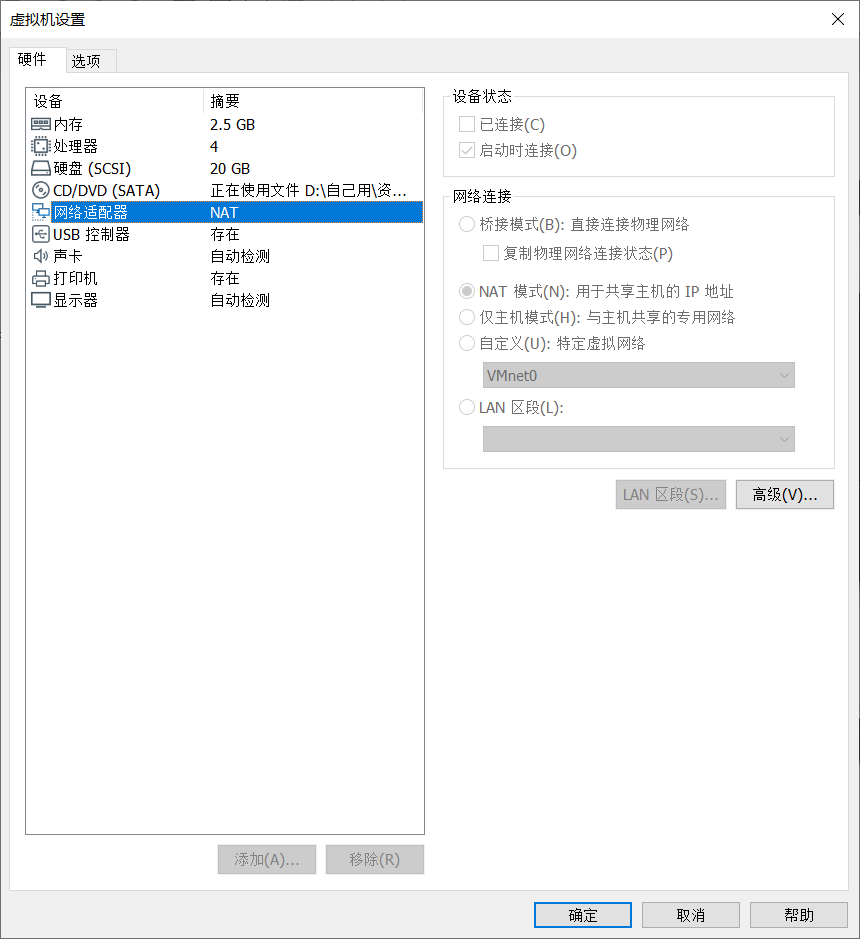 虚拟机设置
硬件 选项
设备 摘要
内存 2.5 GB
处理器 4
硬盘 (SCSI) 20 GB
CD/DVD (SATA) 正在使用文件 D:\自己用\资...
网络适配器 NAT
USB 控制器 存在
声卡 自动检测
打印机 存在
显示器 自动检测
添加(A)... 移除(R)
设备状态
已连接(C)
启动时连接(O)
网络连接
桥接模式(B): 直接连接物理网络
复制物理网络连接状态(P)
NAT 模式(N): 用于共享主机的 IP 地址
仅主机模式(H): 与主机共享的专用网络
自定义(U): 特定虚拟网络
VMnet0
LAN 区段(L):
LAN 区段(S)... 高级(V)...
确定 取消 帮助